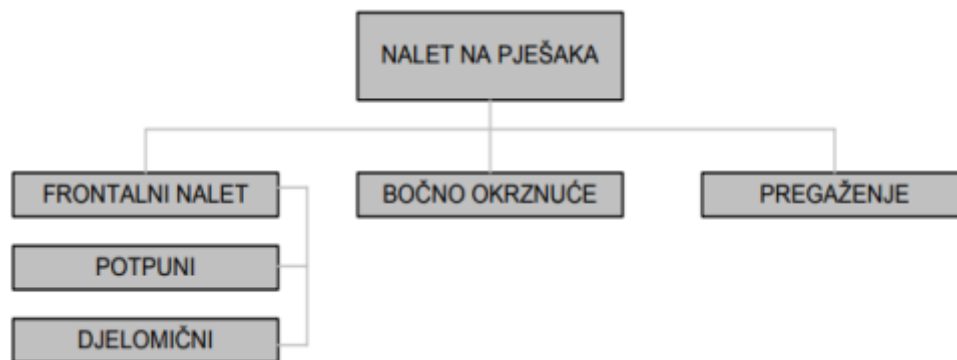 NALET NA PJEŠAKA
FRONTALNI NALET
BOČNO OKRZNUĆE
PREGAŽENJE
POTPUNI
DJELOMIČNI